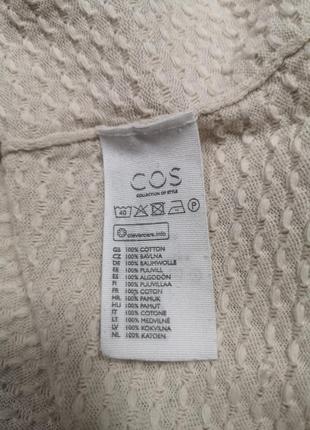 COS
COLLECTION OF STYLE
40 P
clevercare.info
GB 100% COTTON
CZ 100% BAVLNA
DE 100% BAUMWOLLE
EE 100% PUUVILL
ES 100% ALGODÓN
FI 100% PUUVILLAA
FR 100% COTON
HR 100% PAMUK
HU 100% PAMUT
IT 100% COTONE
LT 100% MEDVILNĖ
LV 100% KOKVILNA
NL 100% KATOEN